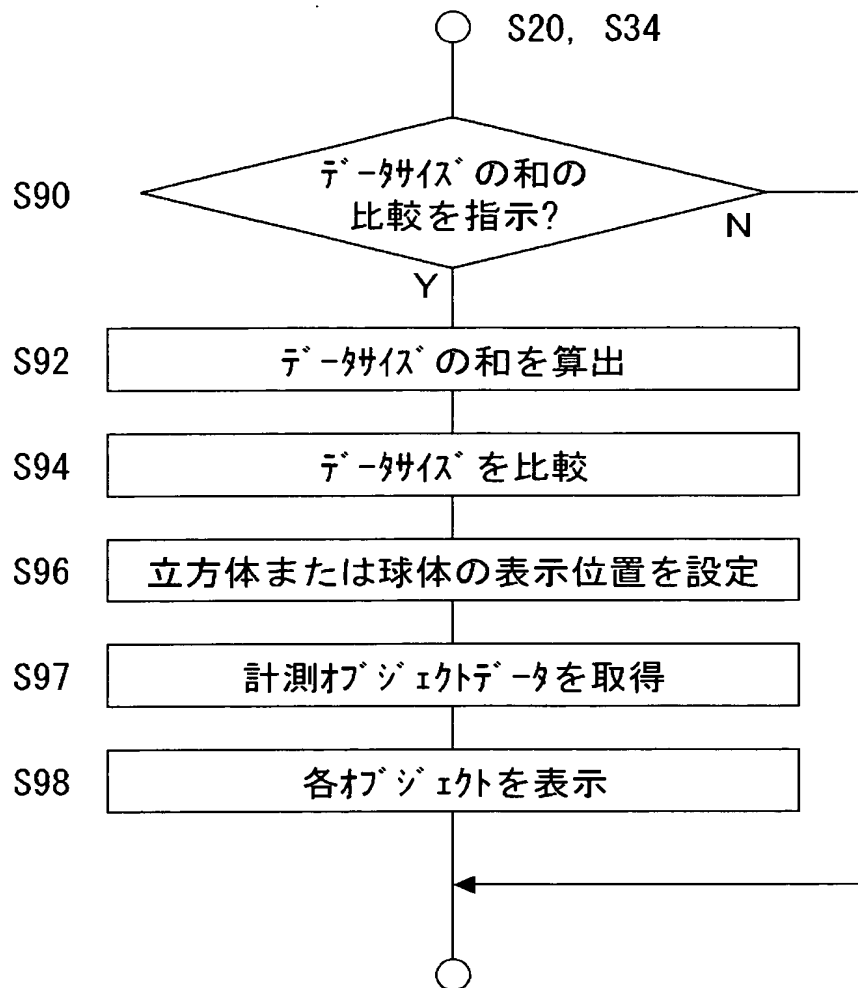 S20, S34
S90
ﾃﾞｰﾀｻｲｽﾞの和の
比較を指示?
N
Y
S92
ﾃﾞｰﾀｻｲｽﾞの和を算出
S94
ﾃﾞｰﾀｻｲｽﾞを比較
S96
立方体または球体の表示位置を設定
S97
計測ｵﾌﾞｼﾞｪｸﾄﾃﾞｰﾀを取得
S98
各ｵﾌﾞｼﾞｪｸﾄを表示